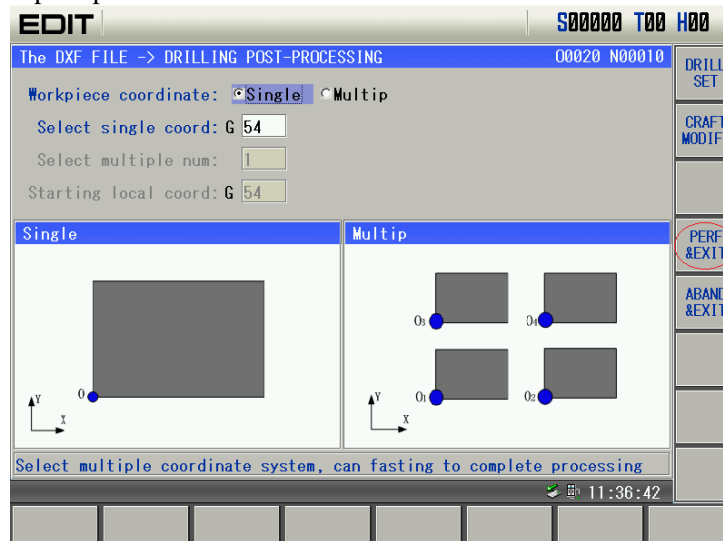 EDIT S00000 T00 H00
The DXF FILE -> DRILLING POST-PROCESSING O0020 N00010
Workpiece coordinate: Single Multip
Select single coord: G 54
Select multiple num: 1
Starting local coord: G 54
Single
O
Y
X
Multip
O3
O4
O1
O2
Y
X
Select multiple coordinate system, can fasting to complete processing
11:36:42
DRILL
SET
CRAFT
MODIF
PERF
&EXIT
ABAND
&EXIT